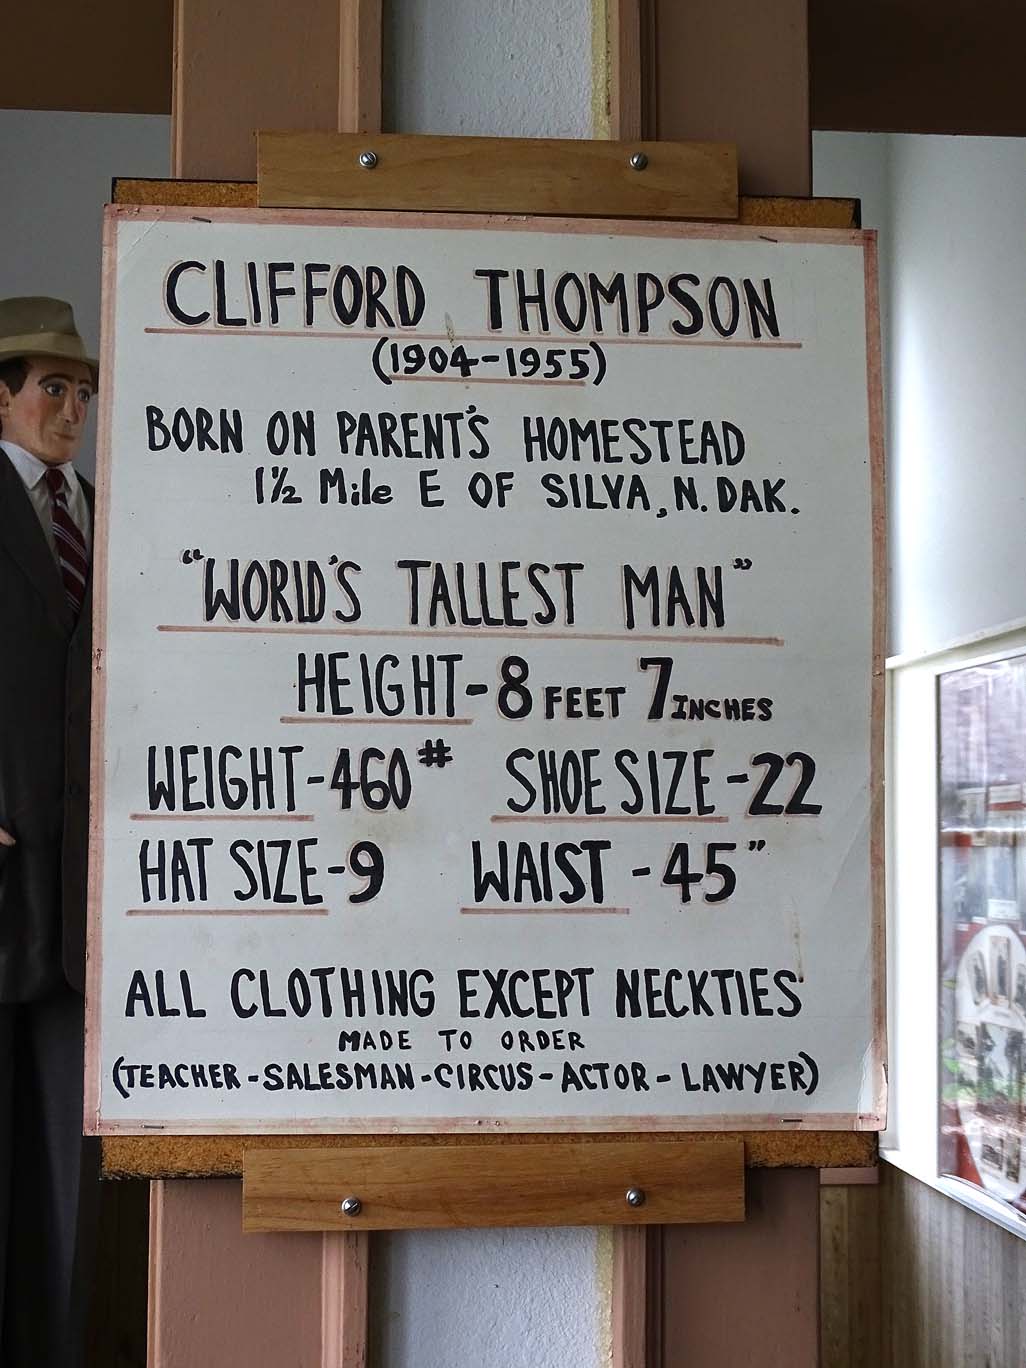 CLIFFORD THOMPSON
(1904-1955)
BORN ON PARENT'S HOMESTEAD
1½ Mile E OF SILVA, N. DAK.
"WORLD'S TALLEST MAN"
HEIGHT-8 FEET 7 INCHES
WEIGHT-460# SHOE SIZE-22
HAT SIZE-9 WAIST-45"
ALL CLOTHING EXCEPT NECKTIES
MADE TO ORDER
(TEACHER-SALESMAN-CIRCUS-ACTOR-LAWYER)